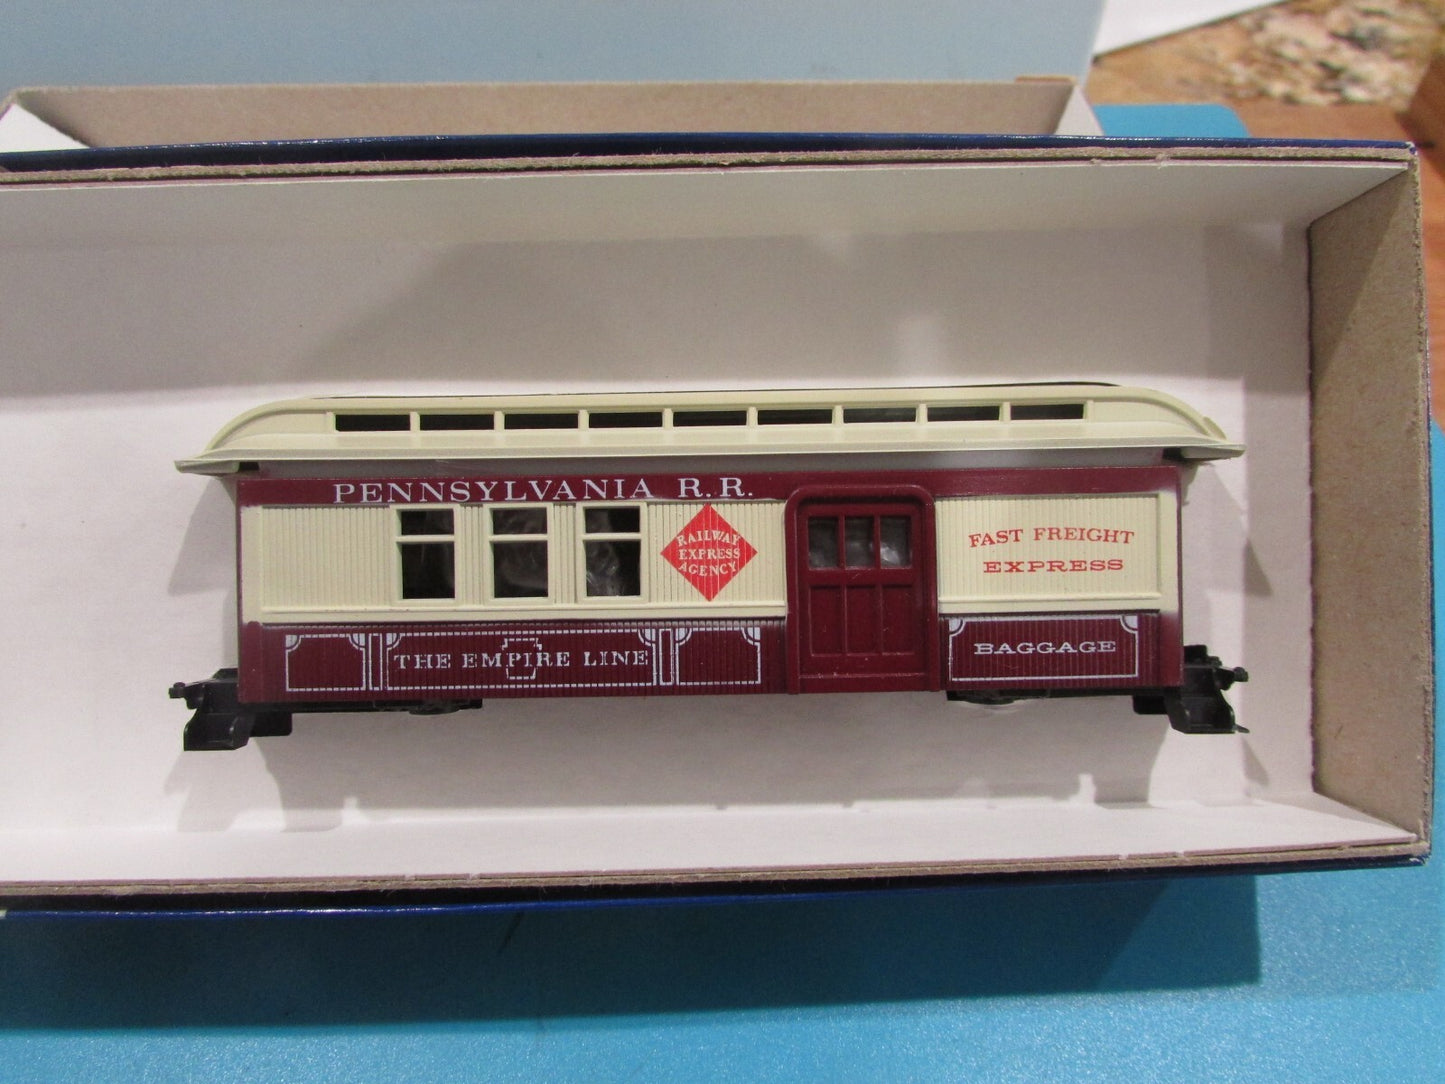 PENNSYLVANIA R.R.
RAILWAY
EXPRESS
AGENCY
FAST FREIGHT
EXPRESS
THE EMPIRE LINE
BAGGAGE